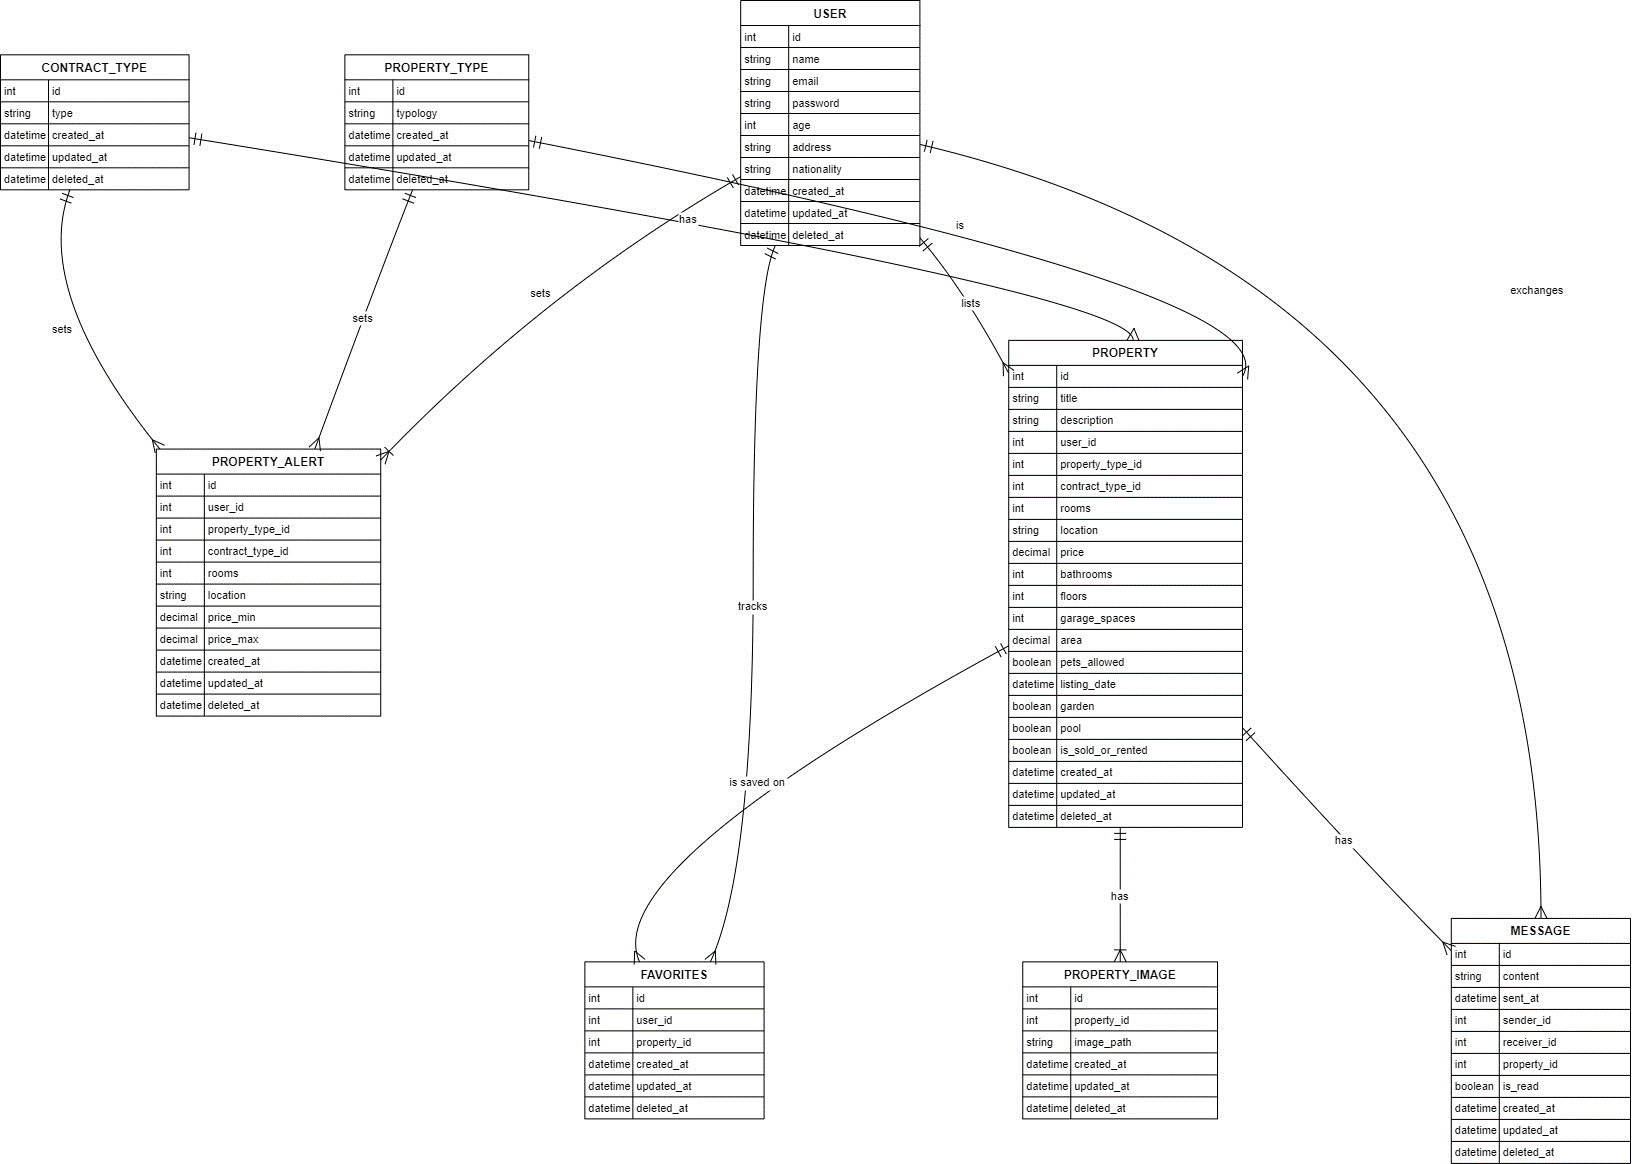 USER
int id
string name
string email
string password
int age
string address
string nationality
datetime created_at
datetime updated_at
datetime deleted_at
CONTRACT_TYPE
int id
string type
datetime created_at
datetime updated_at
datetime deleted_at
PROPERTY_TYPE
int id
string typology
datetime created_at
datetime updated_at
datetime deleted_at
has
is
exchanges
sets
lists
sets
sets
PROPERTY
int id
string title
string description
int user_id
int property_type_id
int contract_type_id
int rooms
string location
decimal price
int bathrooms
int floors
int garage_spaces
decimal area
boolean pets_allowed
datetime listing_date
boolean garden
boolean pool
boolean is_sold_or_rented
datetime created_at
datetime updated_at
datetime deleted_at
PROPERTY_ALERT
int id
int user_id
int property_type_id
int contract_type_id
int rooms
string location
decimal price_min
decimal price_max
datetime created_at
datetime updated_at
datetime deleted_at
tracks
is saved on
has
has
FAVORITES
int id
int user_id
int property_id
datetime created_at
datetime updated_at
datetime deleted_at
PROPERTY_IMAGE
int id
int property_id
string image_path
datetime created_at
datetime updated_at
datetime deleted_at
MESSAGE
int id
string content
datetime sent_at
int sender_id
int receiver_id
int property_id
boolean is_read
datetime created_at
datetime updated_at
datetime deleted_at